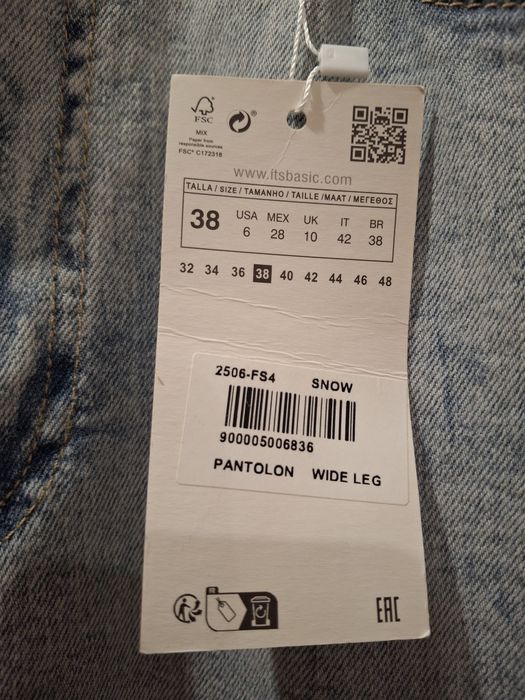 FSC
MIX
Paper from
responsible sources
FSC® C172318
www.itsbasic.com
TALLA / SIZE / TAMANHO / TAILLE / MAAT / ΜΕΓΕΘΟΣ
38 USA MEX UK IT BR
6 28 10 42 38
32 34 36 38 40 42 44 46 48
2506-FS4 SNOW
900005006836
PANTOLON WIDE LEG
EAC